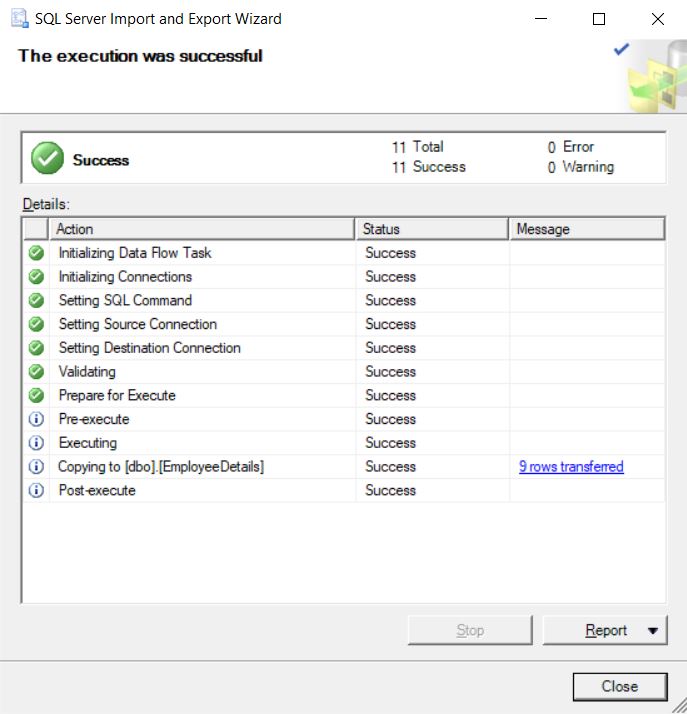 SQL Server Import and Export Wizard
The execution was successful
Success
11 Total 0 Error
11 Success 0 Warning
Details:
Action Status Message
Initializing Data Flow Task Success
Initializing Connections Success
Setting SQL Command Success
Setting Source Connection Success
Setting Destination Connection Success
Validating Success
Prepare for Execute Success
Pre-execute Success
Executing Success
Copying to [dbo].[EmployeeDetails] Success 9 rows transferred
Post-execute Success
Stop Report
Close